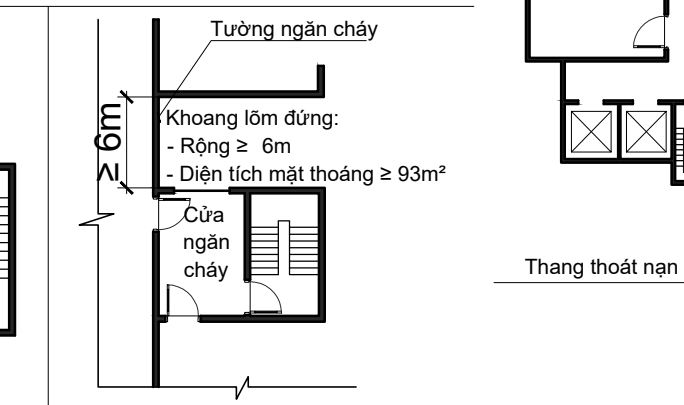 Tường ngăn cháy
≥ 6m
Khoang lõm đứng:
- Rộng ≥ 6m
- Diện tích mặt thoáng ≥ 93m²
Cửa
ngăn
cháy
Thang thoát nạn